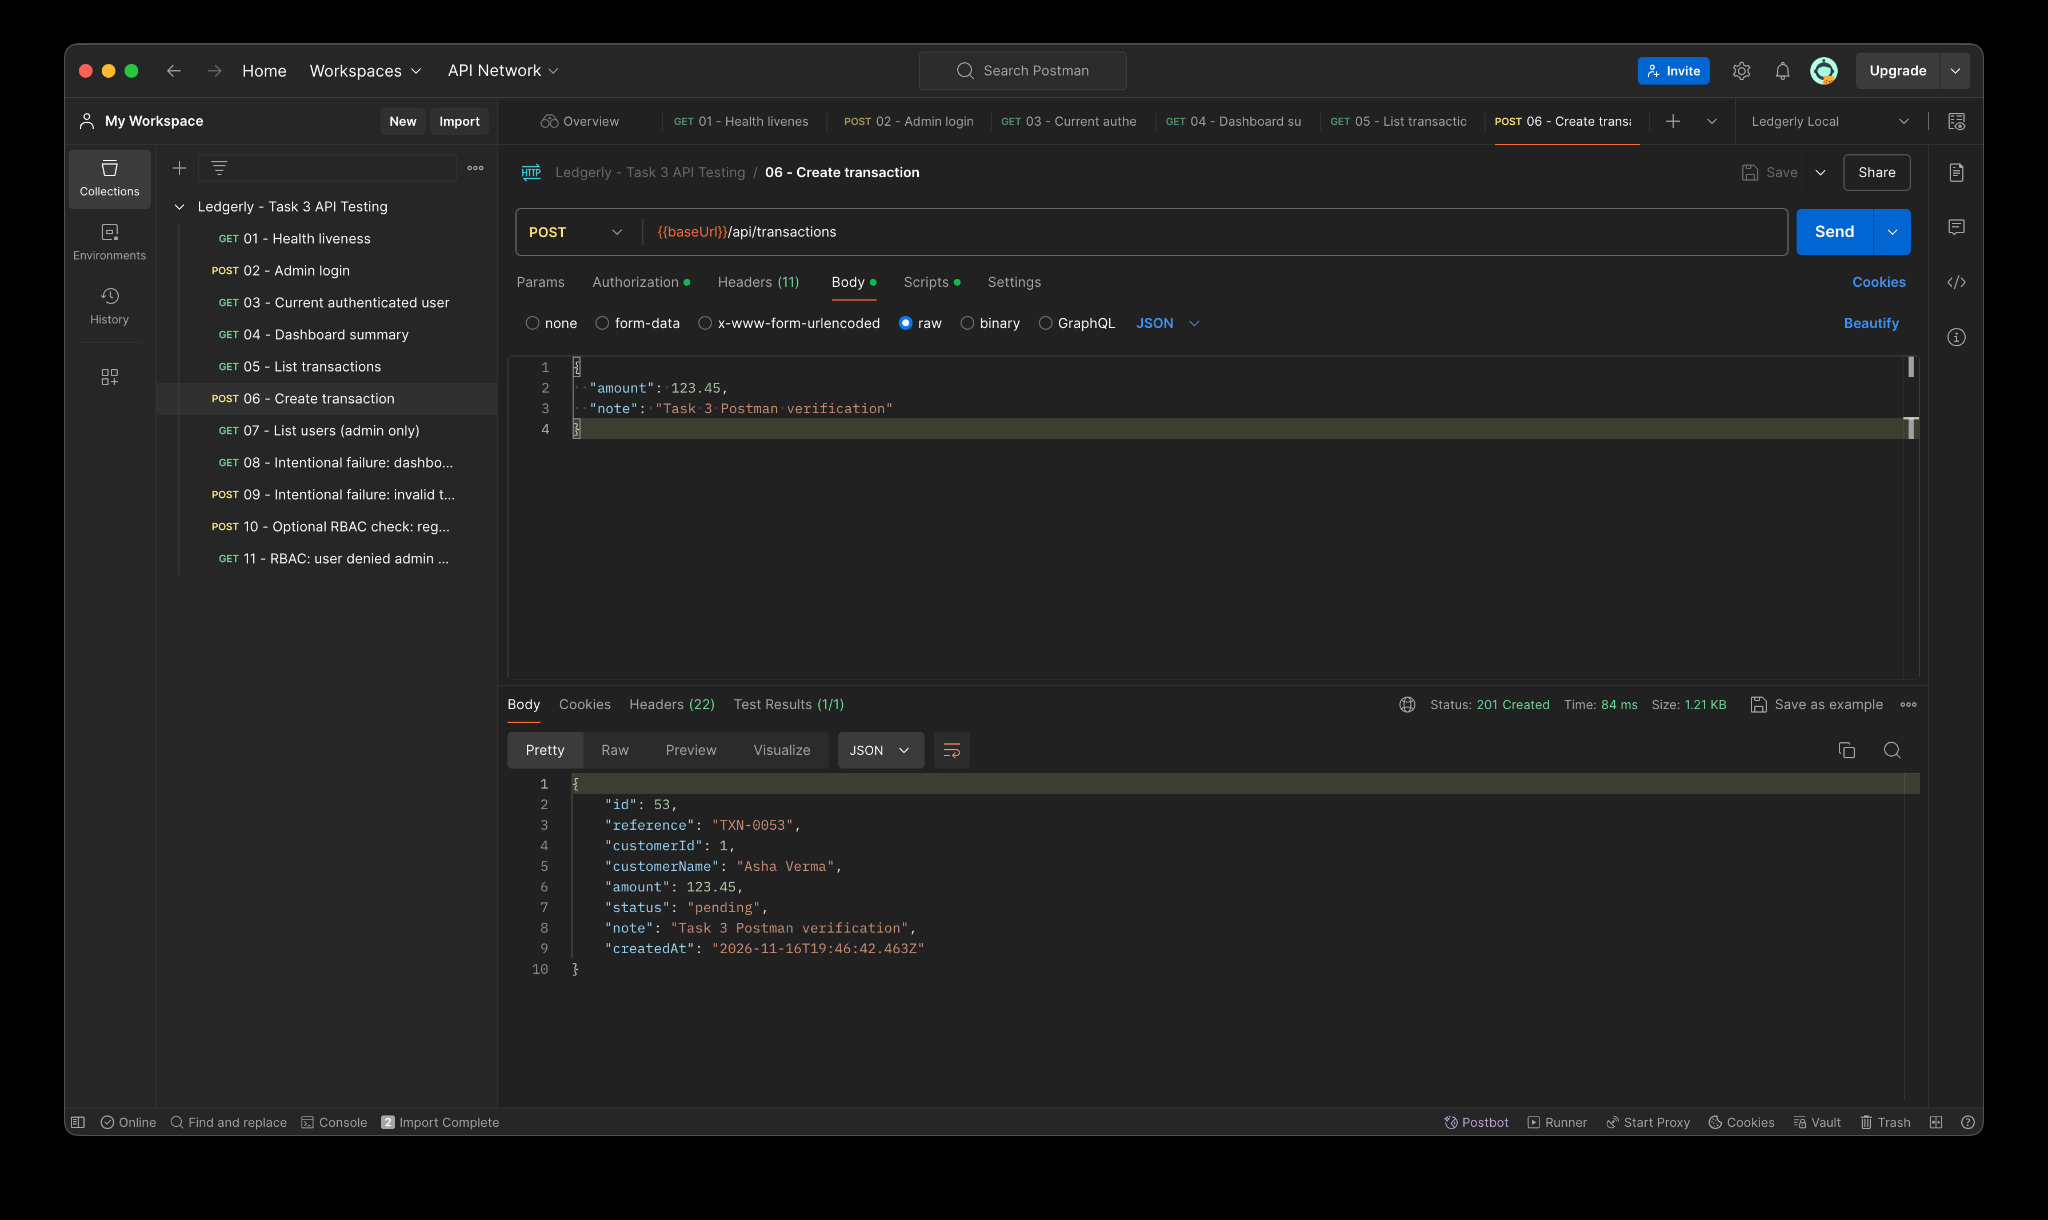 Home Workspaces API Network Search Postman Invite Upgrade
My Workspace New Import Overview GET 01 - Health livenes POST 02 - Admin login GET 03 - Current authe GET 04 - Dashboard su GET 05 - List transactic POST 06 - Create transa Ledgerly Local
Collections
Environments
History
Ledgerly - Task 3 API Testing
GET 01 - Health liveness
POST 02 - Admin login
GET 03 - Current authenticated user
GET 04 - Dashboard summary
GET 05 - List transactions
POST 06 - Create transaction
GET 07 - List users (admin only)
GET 08 - Intentional failure: dashbo...
POST 09 - Intentional failure: invalid t...
POST 10 - Optional RBAC check: reg...
GET 11 - RBAC: user denied admin ...
HTTP Ledgerly - Task 3 API Testing / 06 - Create transaction Save Share
POST {{baseUrl}}/api/transactions Send
Params Authorization Headers (11) Body Scripts Settings Cookies
none form-data x-www-form-urlencoded raw binary GraphQL JSON Beautify
1 {
2 "amount": 123.45,
3 "note": "Task 3 Postman verification"
4 }
Body Cookies Headers (22) Test Results (1/1) Status: 201 Created Time: 84 ms Size: 1.21 KB Save as example
Pretty Raw Preview Visualize JSON
1 {
2 "id": 53,
3 "reference": "TXN-0053",
4 "customerId": 1,
5 "customerName": "Asha Verma",
6 "amount": 123.45,
7 "status": "pending",
8 "note": "Task 3 Postman verification",
9 "createdAt": "2026-11-16T19:46:42.463Z"
10 }
Online Find and replace Console 2 Import Complete Postbot Runner Start Proxy Cookies Vault Trash